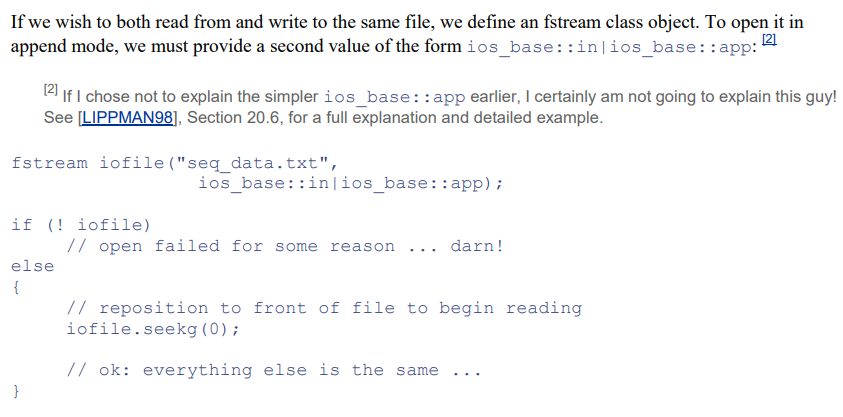 If we wish to both read from and write to the same file, we define an fstream class object. To open it in
append mode, we must provide a second value of the form ios_base::in|ios_base::app: [2]
[2] If I chose not to explain the simpler ios_base::app earlier, I certainly am not going to explain this guy!
See [LIPPMAN98], Section 20.6, for a full explanation and detailed example.
fstream iofile("seq_data.txt",
                 ios_base::in|ios_base::app);
if (! iofile)
     // open failed for some reason ... darn!
else
{
     // reposition to front of file to begin reading
     iofile.seekg(0);
     // ok: everything else is the same ...
}